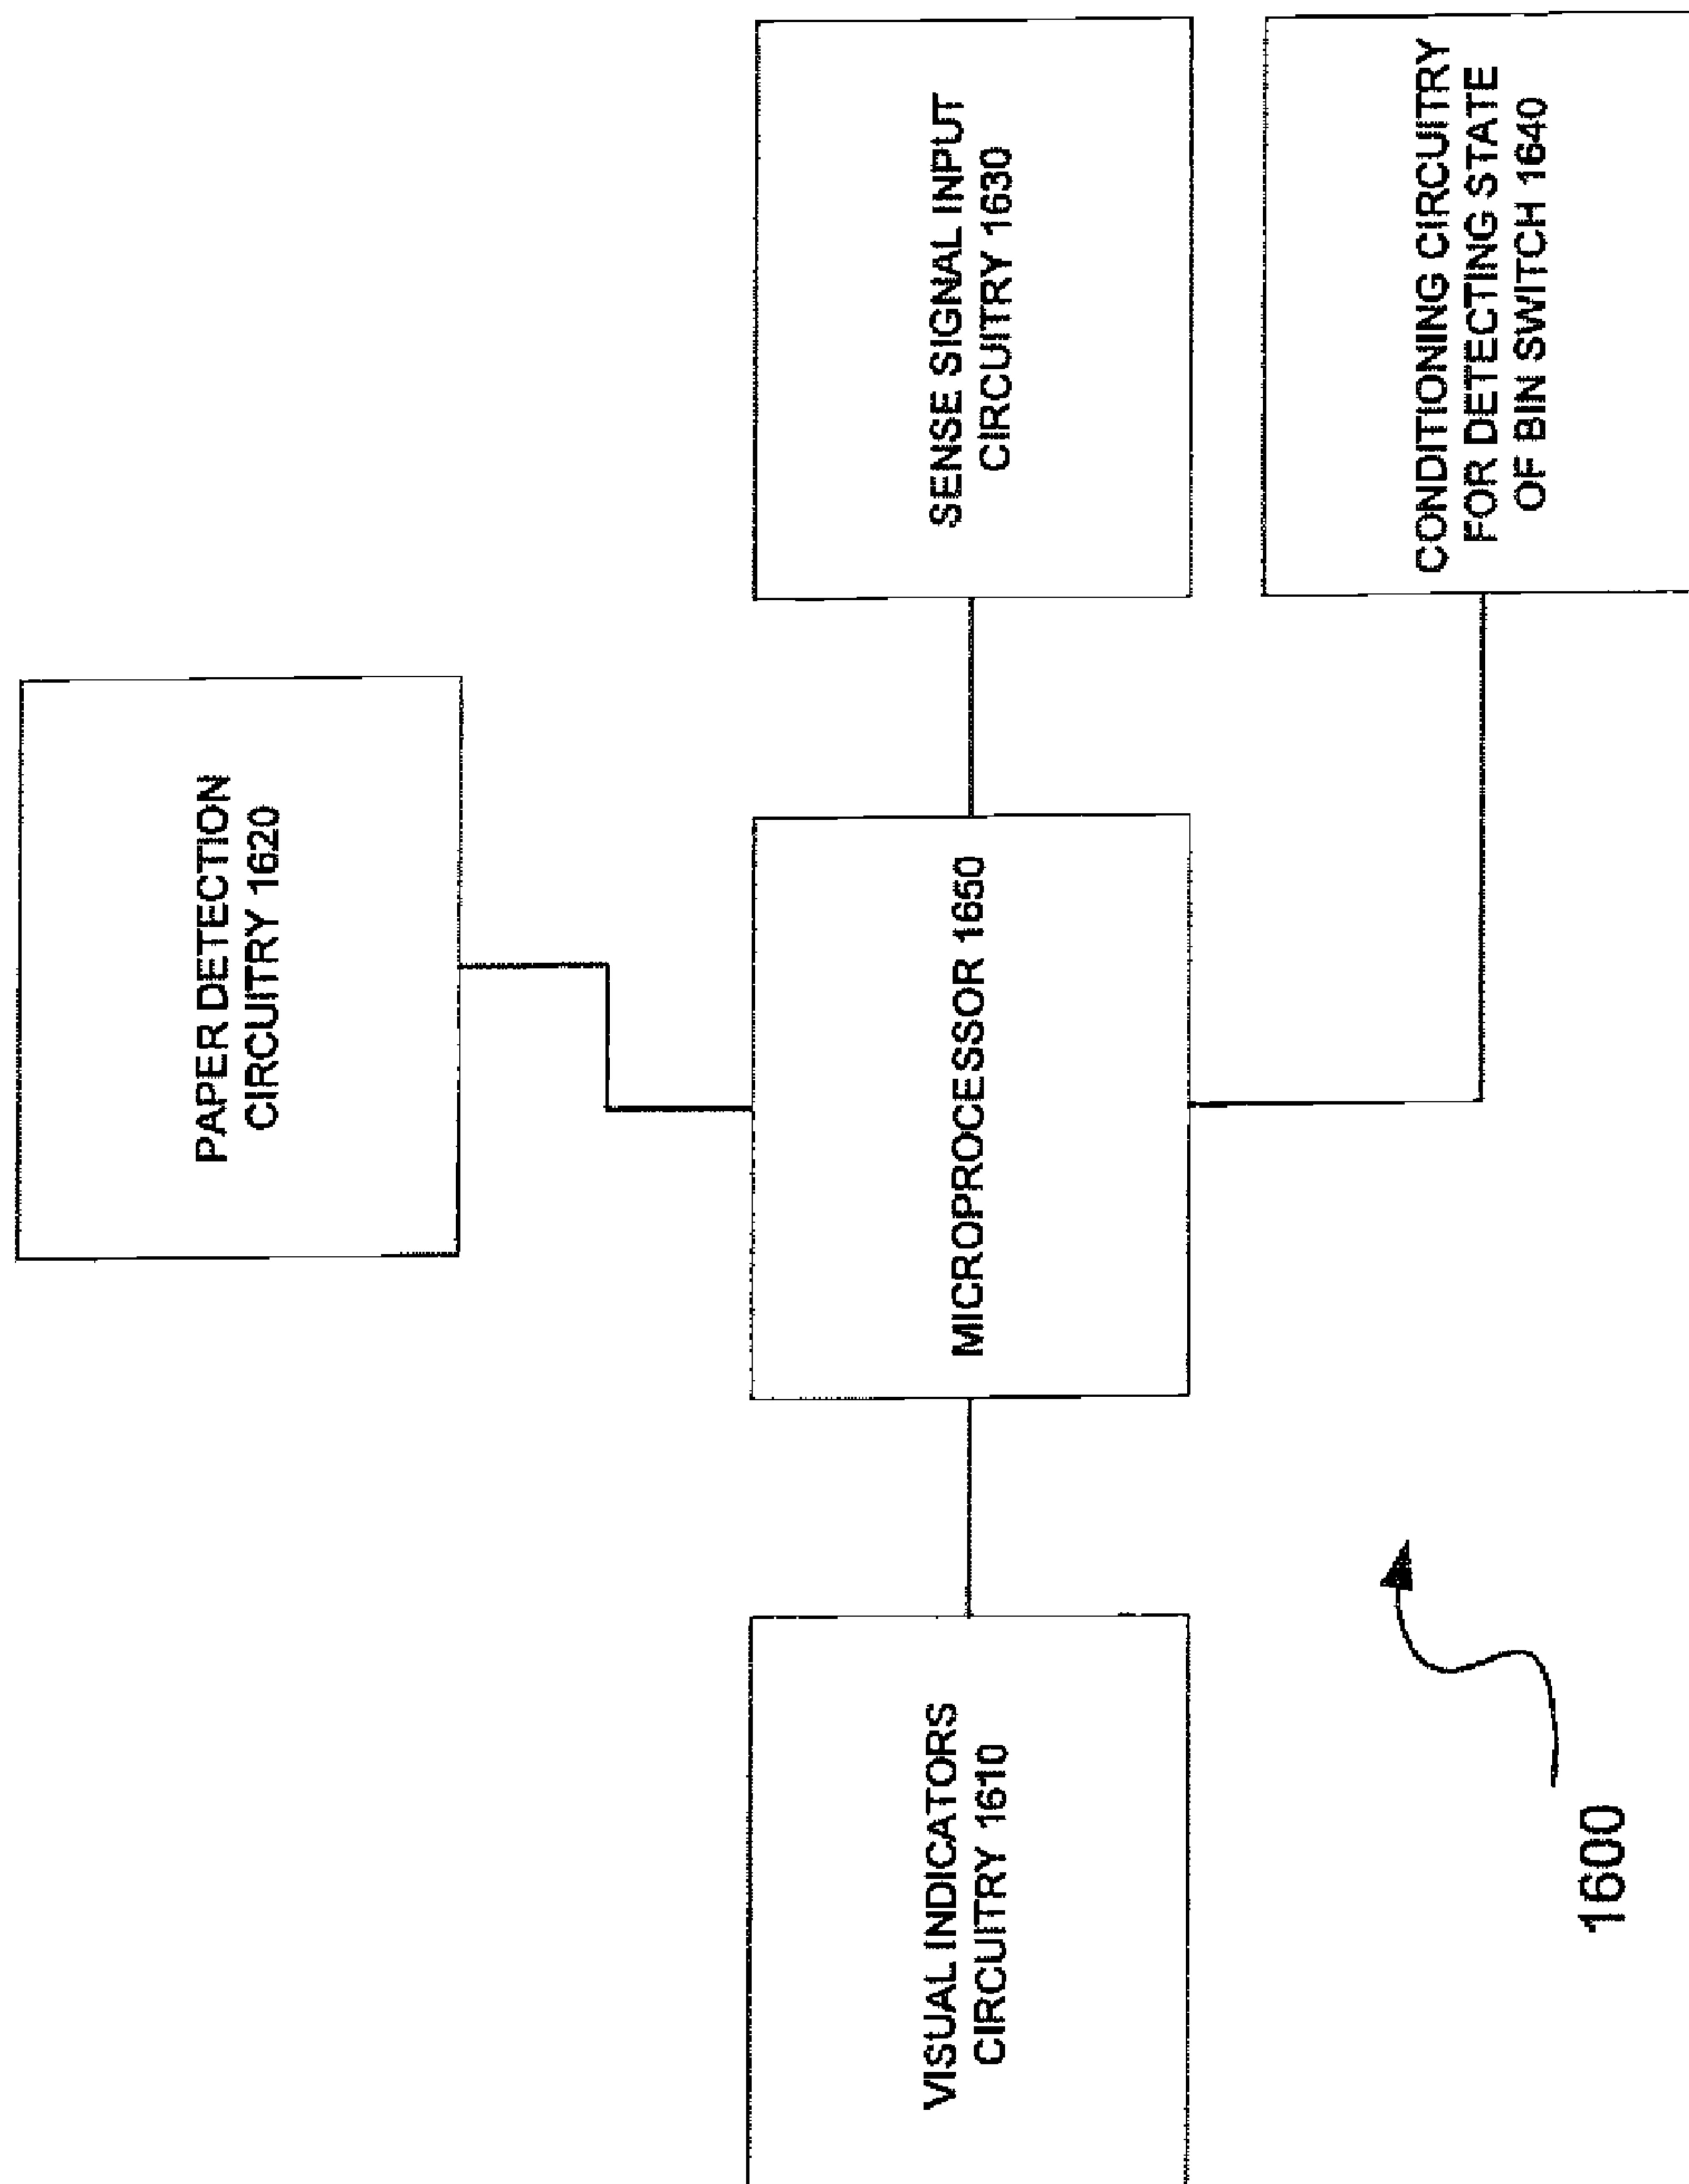 PAPER DETECTION
CIRCUITRY 1620
VISUAL INDICATORS
CIRCUITRY 1610
MICROPROCESSOR 1650
SENSE SIGNAL INPUT
CIRCUITRY 1630
CONDITIONING CIRCUITRY
FOR DETECTING STATE
OF BIN SWITCH 1640
1600